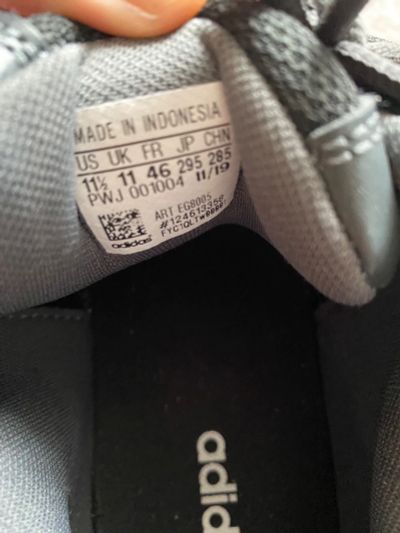 MADE IN INDONESIA
US UK FR JP CHN
11½ 11 46 295 285
PWJ 001004 11/19
ART EG8005
adidas
adidas